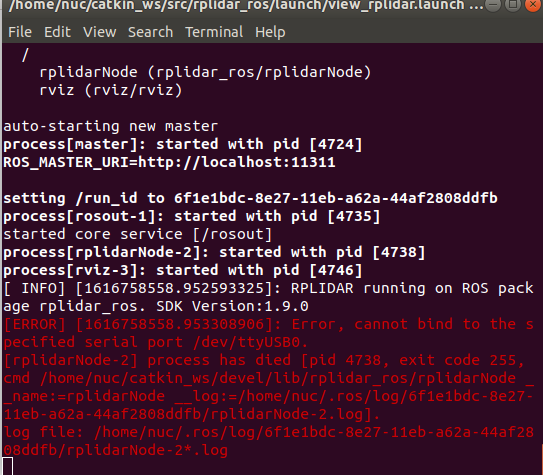 /home/nuc/catkin_ws/src/rplidar_ros/launch/view_rplidar.launch ...
File Edit View Search Terminal Help
/
rplidarNode (rplidar_ros/rplidarNode)
rviz (rviz/rviz)
auto-starting new master
process[master]: started with pid [4724]
ROS_MASTER_URI=http://localhost:11311
setting /run_id to 6f1e1bdc-8e27-11eb-a62a-44af2808ddfb
process[rosout-1]: started with pid [4735]
started core service [/rosout]
process[rplidarNode-2]: started with pid [4738]
process[rviz-3]: started with pid [4746]
[ INFO] [1616758558.952593325]: RPLIDAR running on ROS pack
age rplidar_ros. SDK Version:1.9.0
[ERROR] [1616758558.953308906]: Error, cannot bind to the s
pecified serial port /dev/ttyUSB0.
[rplidarNode-2] process has died [pid 4738, exit code 255,
cmd /home/nuc/catkin_ws/devel/lib/rplidar_ros/rplidarNode _
_name:=rplidarNode __log:=/home/nuc/.ros/log/6f1e1bdc-8e27-
11eb-a62a-44af2808ddfb/rplidarNode-2.log].
log file: /home/nuc/.ros/log/6f1e1bdc-8e27-11eb-a62a-44af28
08ddfb/rplidarNode-2*.log